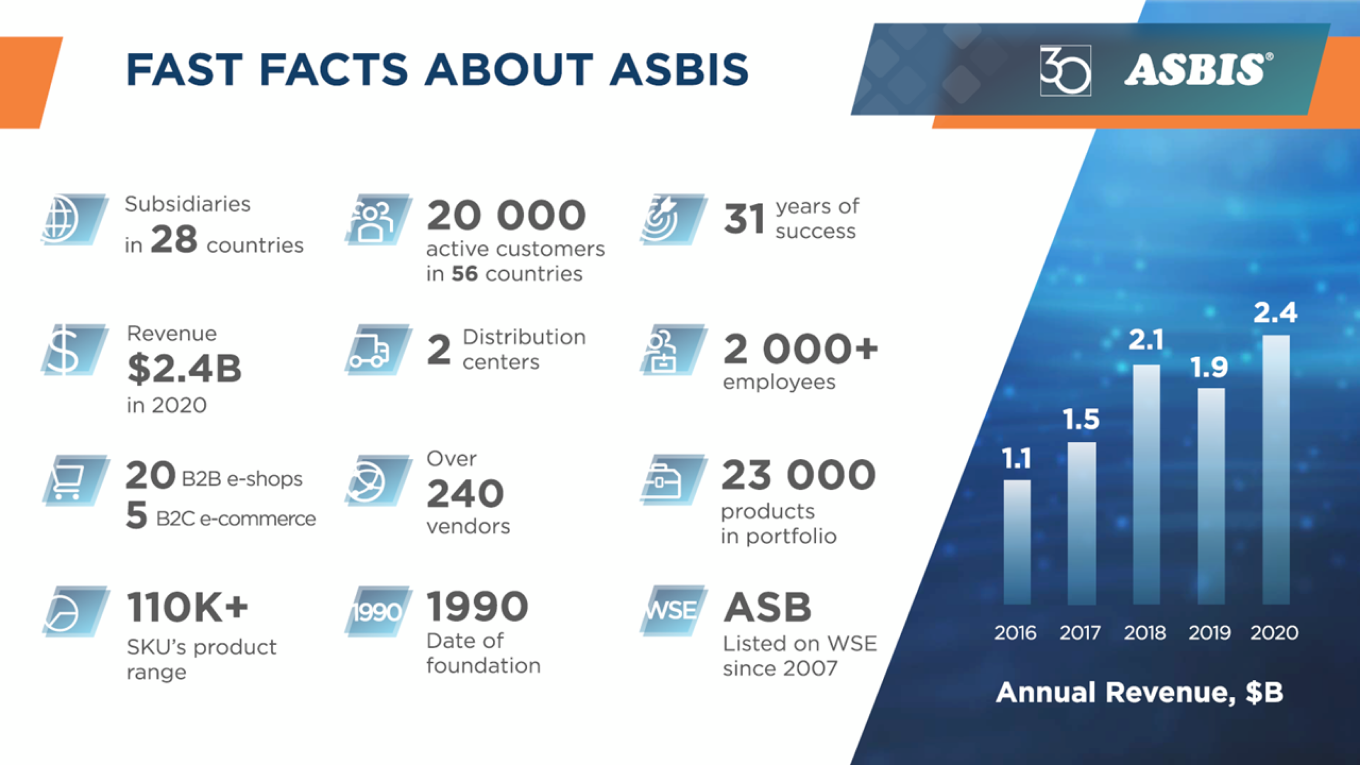 FAST FACTS ABOUT ASBIS
30 ASBIS®
Subsidiaries
in 28 countries
20 000
active customers
in 56 countries
31 years of
success
Revenue
$2.4B
in 2020
2 Distribution
centers
2 000+
employees
20 B2B e-shops
5 B2C e-commerce
Over
240
vendors
23 000
products
in portfolio
110K+
SKU's product
range
1990
1990
Date of
foundation
WSE
ASB
Listed on WSE
since 2007
1.1
1.5
2.1
1.9
2.4
2016 2017 2018 2019 2020
Annual Revenue, $B